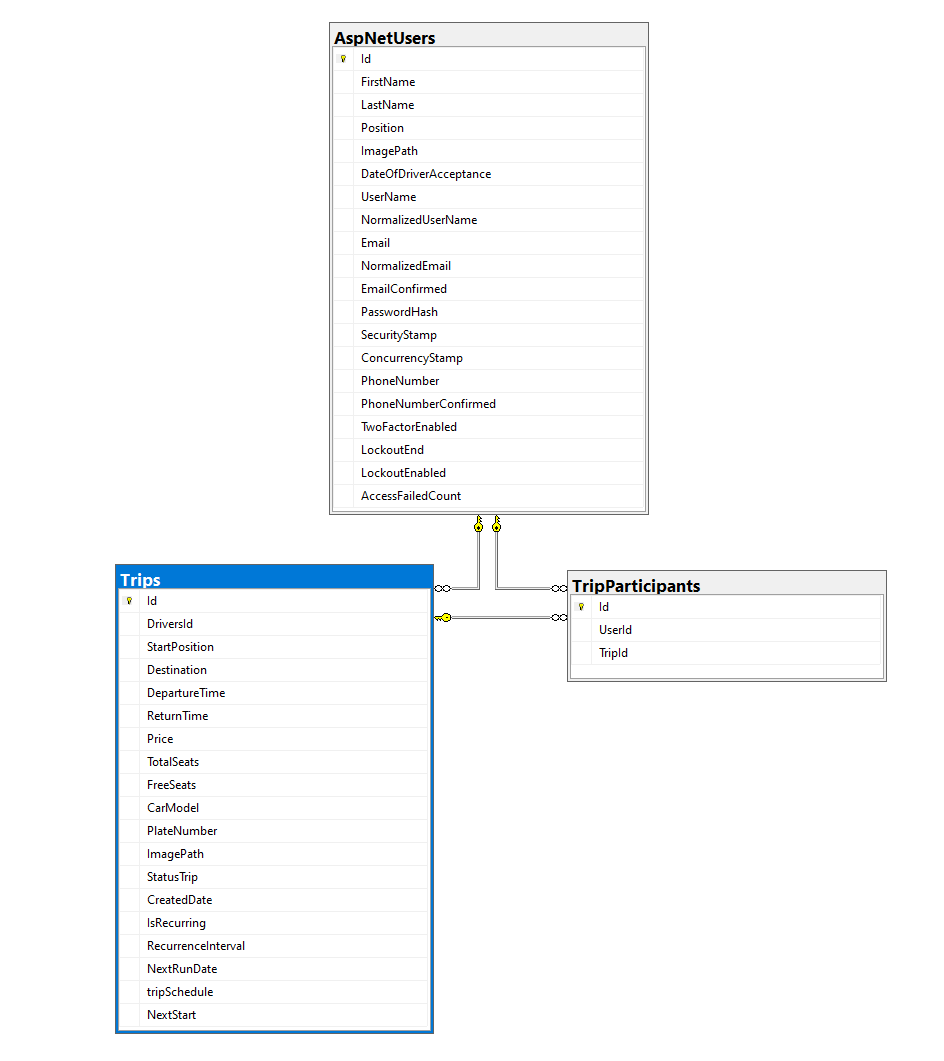 AspNetUsers
Id
FirstName
LastName
Position
ImagePath
DateOfDriverAcceptance
UserName
NormalizedUserName
Email
NormalizedEmail
EmailConfirmed
PasswordHash
SecurityStamp
ConcurrencyStamp
PhoneNumber
PhoneNumberConfirmed
TwoFactorEnabled
LockoutEnd
LockoutEnabled
AccessFailedCount
Trips
Id
DriversId
StartPosition
Destination
DepartureTime
ReturnTime
Price
TotalSeats
FreeSeats
CarModel
PlateNumber
ImagePath
StatusTrip
CreatedDate
IsRecurring
RecurrenceInterval
NextRunDate
tripSchedule
NextStart
TripParticipants
Id
UserId
TripId